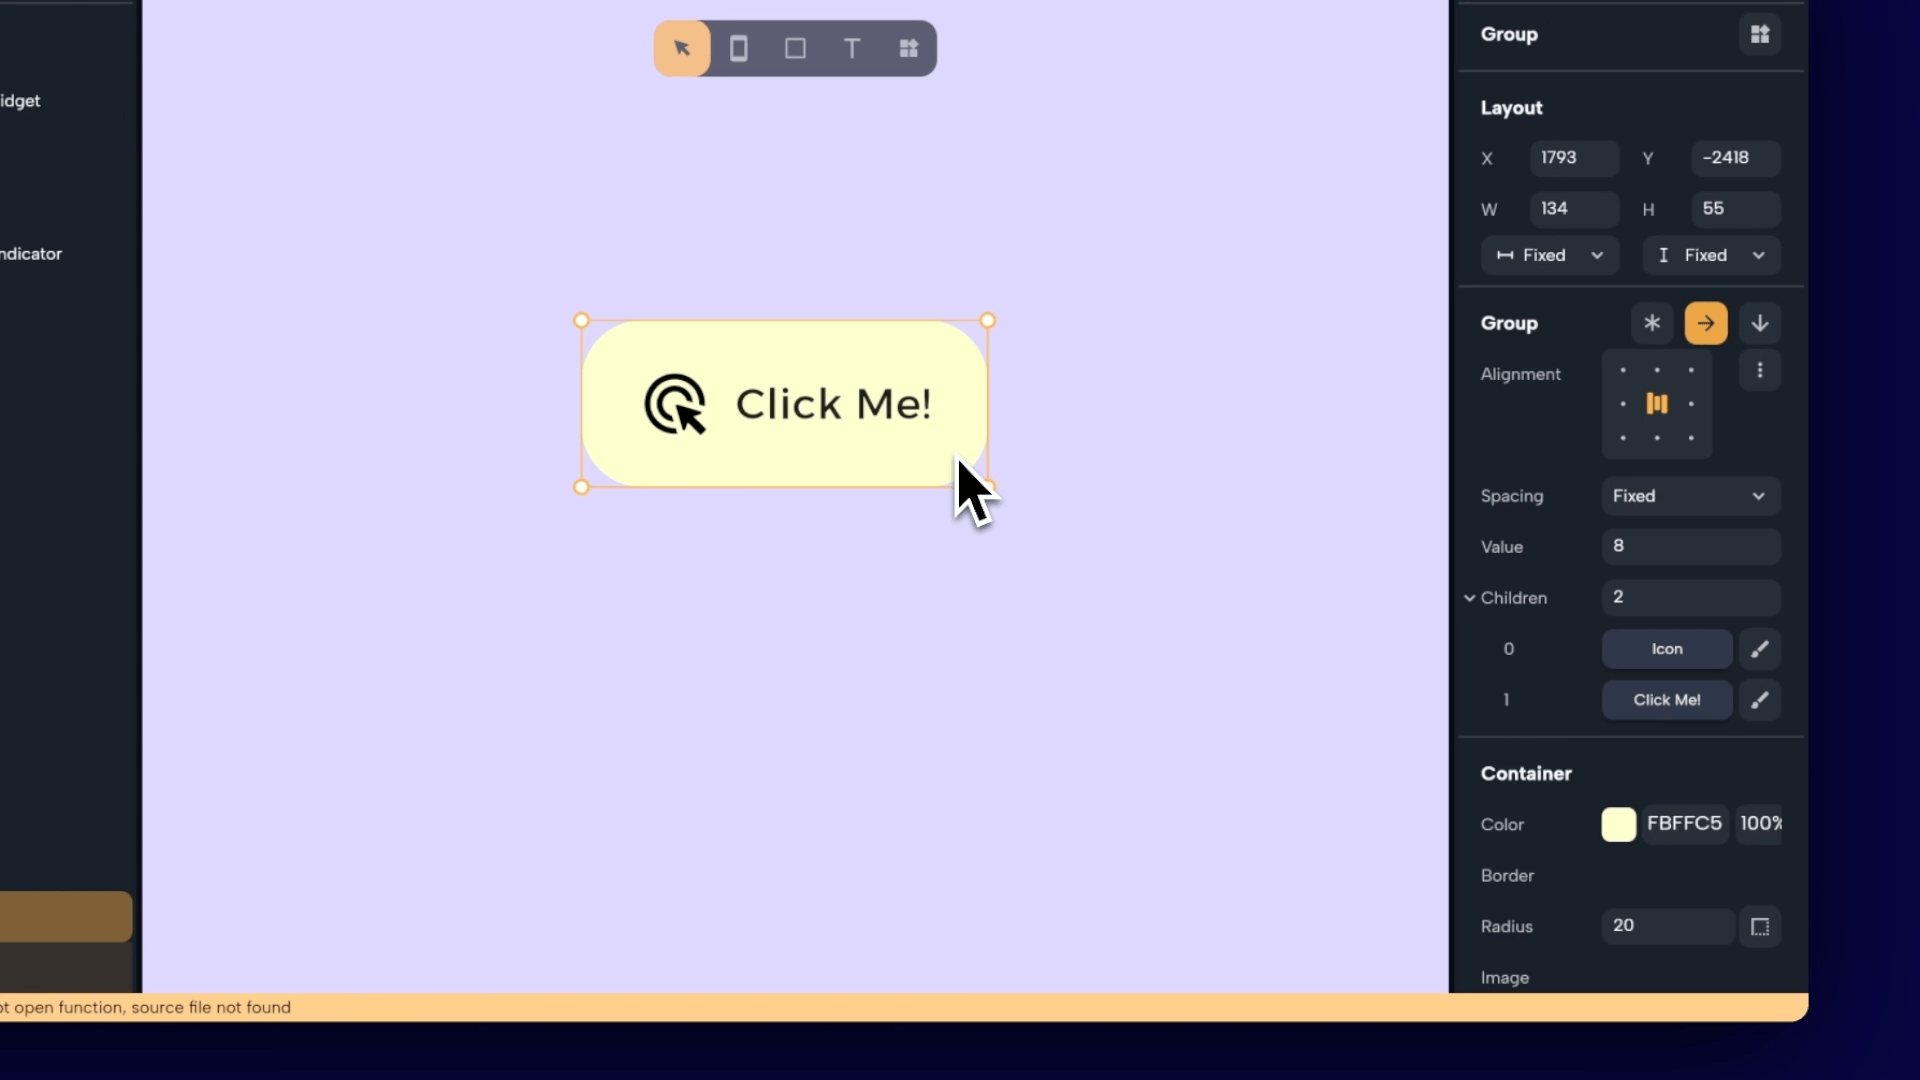 idget
ndicator
T
Click Me!
ot open function, source file not found
Group
Layout
X 1793 Y -2418
W 134 H 55
Fixed Fixed
Group
Alignment
Spacing Fixed
Value 8
Children 2
0 Icon
1 Click Me!
Container
Color FBFFC5 100%
Border
Radius 20
Image